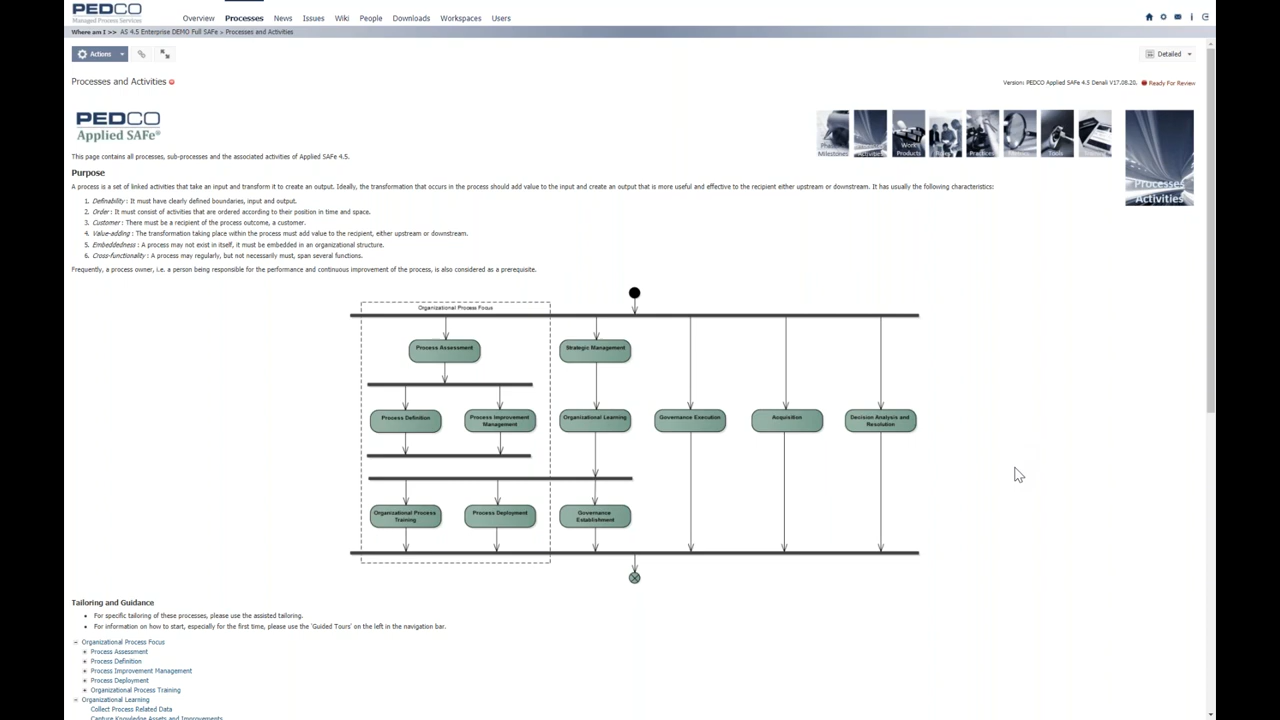 PEDCO
Managed Process Services
Overview Processes News Issues Wiki People Downloads Workspaces Users
Where am I >> AS 4.5 Enterprise DEMO Full SAFe > Processes and Activities
Actions
Detailed
Processes and Activities
Version: PEDCO Applied SAFe 4.5 Denali V17.08.20, Ready For Review
PEDCO
Applied SAFe®
Milestones
Work
Products
Practices
Tools
Processes
Activities
This page contains all processes, sub-processes and the associated activities of Applied SAFe 4.5.
Purpose
A process is a set of linked activities that take an input and transform it to create an output. Ideally, the transformation that occurs in the process should add value to the input and create an output that is more useful and effective to the recipient either upstream or downstream. It has usually the following characteristics:
1. Definability : It must have clearly defined boundaries, input and output.
2. Order : It must consist of activities that are ordered according to their position in time and space.
3. Customer : There must be a recipient of the process outcome, a customer.
4. Value-adding : The transformation taking place within the process must add value to the recipient, either upstream or downstream.
5. Embeddedness : A process may not exist in itself, it must be embedded in an organizational structure.
6. Cross-functionality : A process may regularly, but not necessarily must, span several functions.
Frequently, a process owner, i.e. a person being responsible for the performance and continuous improvement of the process, is also considered as a prerequisite.
Organizational Process Focus
Process Assessment
Strategic Management
Process Definition
Process Improvement
Management
Organizational Learning
Governance Execution
Acquisition
Decision Analysis and
Resolution
Organizational Process
Training
Process Deployment
Governance
Establishment
Tailoring and Guidance
• For specific tailoring of these processes, please use the assisted tailoring.
• For information on how to start, especially for the first time, please use the 'Guided Tours' on the left in the navigation bar.
Organizational Process Focus
Process Assessment
Process Definition
Process Improvement Management
Process Deployment
Organizational Process Training
Organizational Learning
Collect Process Related Data
Capture Knowledge Assets and Improvements